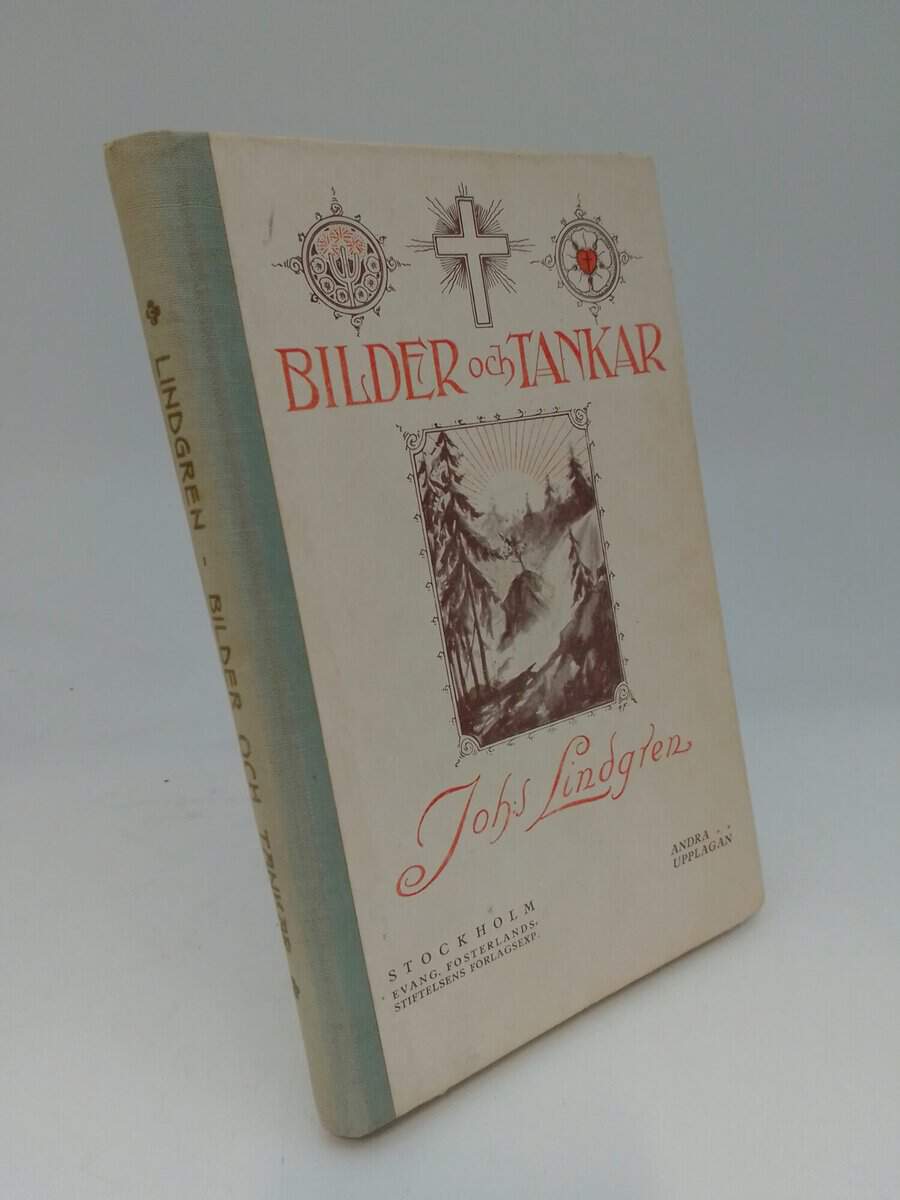 BILDER och TANKAR
Joh:s Lindgren
ANDRA
UPPLAGAN
STOCKHOLM
EVANG. FOSTERLANDS-
STIFTELSENS FÖRLAGSEXP.
LINDGREN - BILDER OCH TANKAR